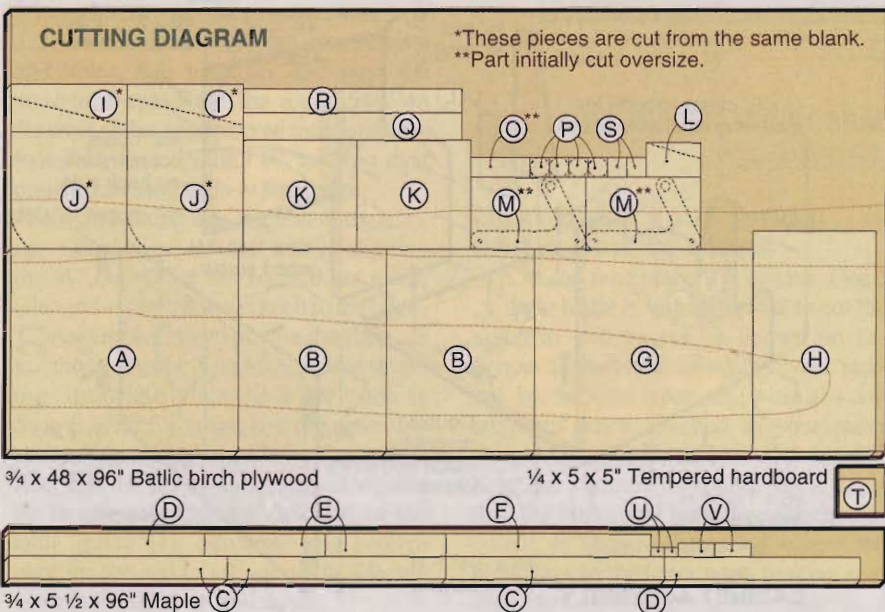 CUTTING DIAGRAM
*These pieces are cut from the same blank.
**Part initially cut oversize.
I* I* R
Q O** P S L
J* J* K K M** M**
A B B G H
¾ x 48 x 96" Batlic birch plywood
¼ x 5 x 5" Tempered hardboard T
D E F U V
¾ x 5 ½ x 96" Maple C C D